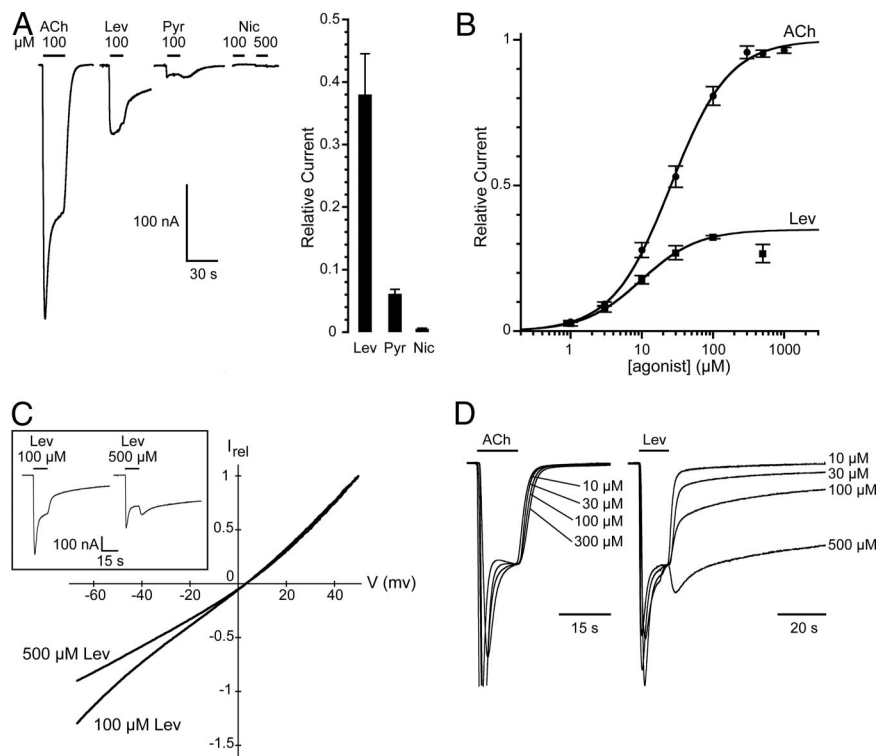 A
ACh Lev Pyr Nic
µM 100 100 100 100 500
100 nA
30 s
Relative Current
0.5
0.4
0.3
0.2
0.1
0
Lev Pyr Nic
B
Relative Current
1
0.5
0
ACh
Lev
1 10 100 1000
[agonist] (µM)
C
Lev Lev
100 µM 500 µM
100 nA
15 s
I rel
1
0.5
0
-60 -40 -20 20 40
V (mv)
-0.5
-1
-1.5
500 µM Lev
100 µM Lev
D
ACh
10 µM
30 µM
100 µM
300 µM
15 s
Lev
10 µM
30 µM
100 µM
500 µM
20 s